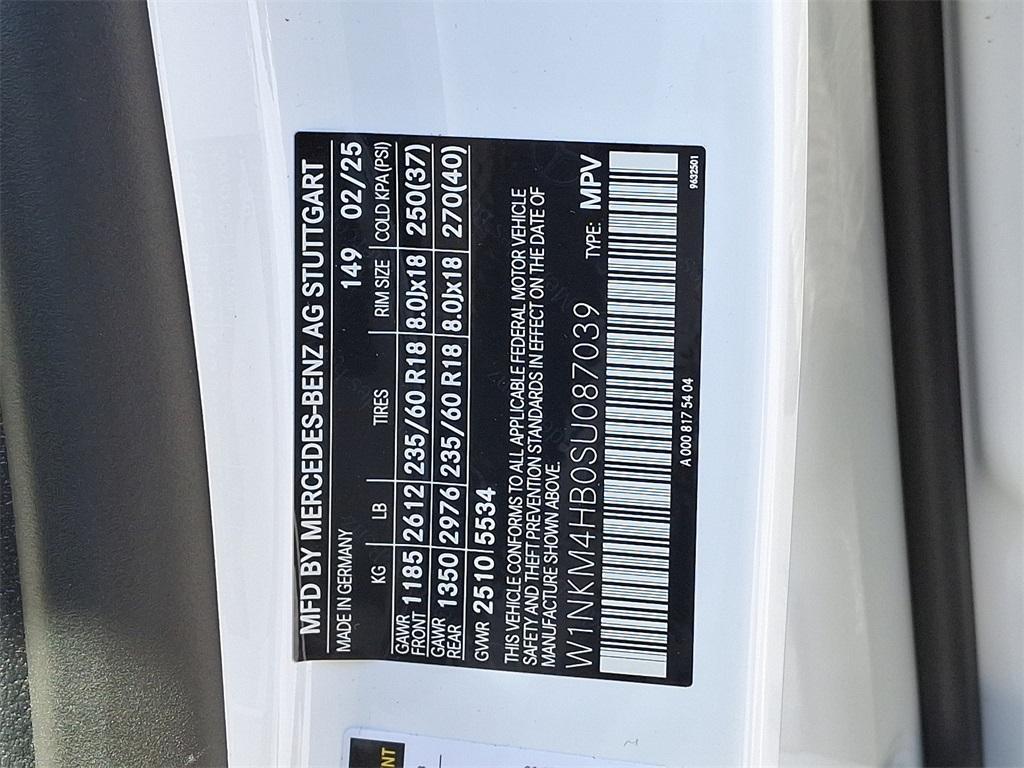 MFD BY MERCEDES-BENZ AG STUTTGART
MADE IN GERMANY 149 02/25
KG LB TIRES RIM SIZE COLD KPA (PSI)
GAWR FRONT 1185 2612 235/60 R18 8.0Jx18 250(37)
GAWR REAR 1350 2976 235/60 R18 8.0Jx18 270(40)
GVWR 2510 5534
THIS VEHICLE CONFORMS TO ALL APPLICABLE FEDERAL MOTOR VEHICLE
SAFETY AND THEFT PREVENTION STANDARDS IN EFFECT ON THE DATE OF
MANUFACTURE SHOWN ABOVE.
W1NKM4HB0SU087039 TYPE: MPV
A 000 817 54 04 9632501